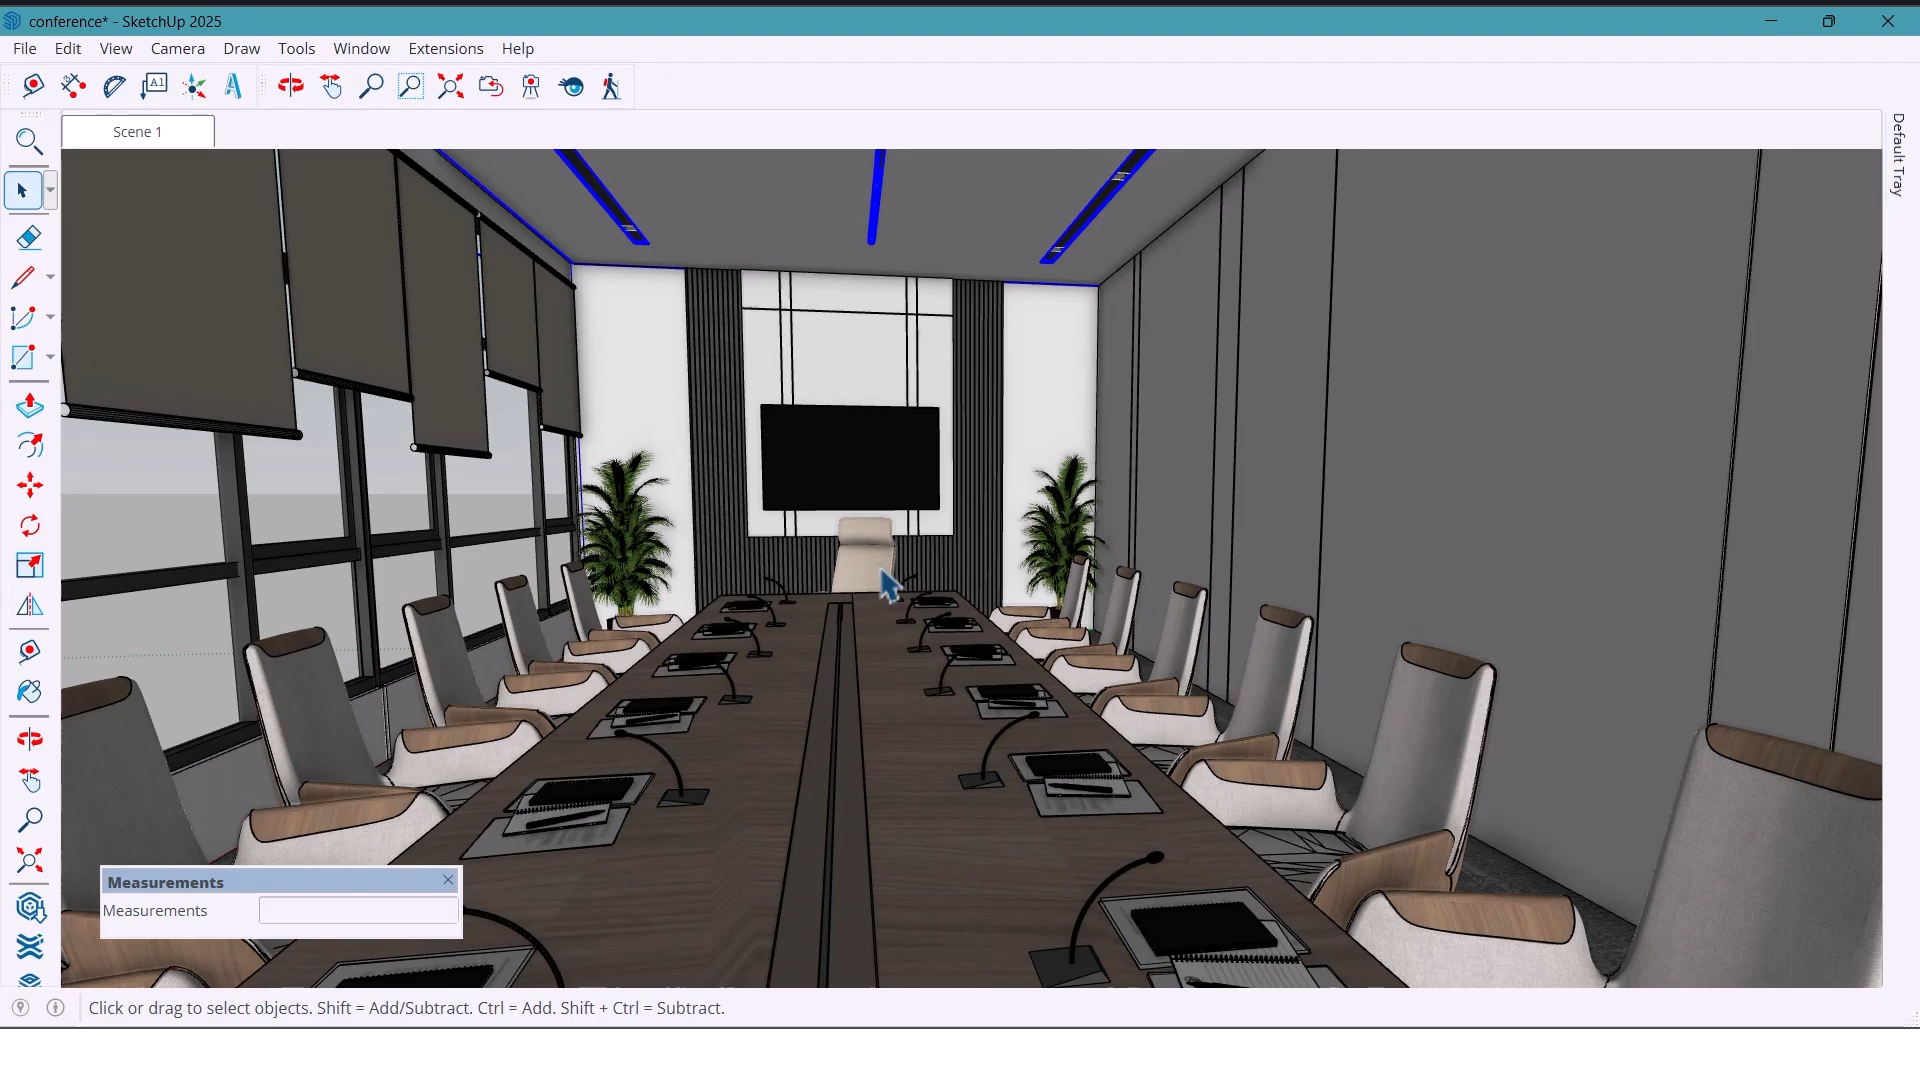 conference* - SketchUp 2025
File Edit View Camera Draw Tools Window Extensions Help
A1
Scene 1
Default Tray
Measurements
Measurements
Click or drag to select objects. Shift = Add/Subtract. Ctrl = Add. Shift + Ctrl = Subtract.